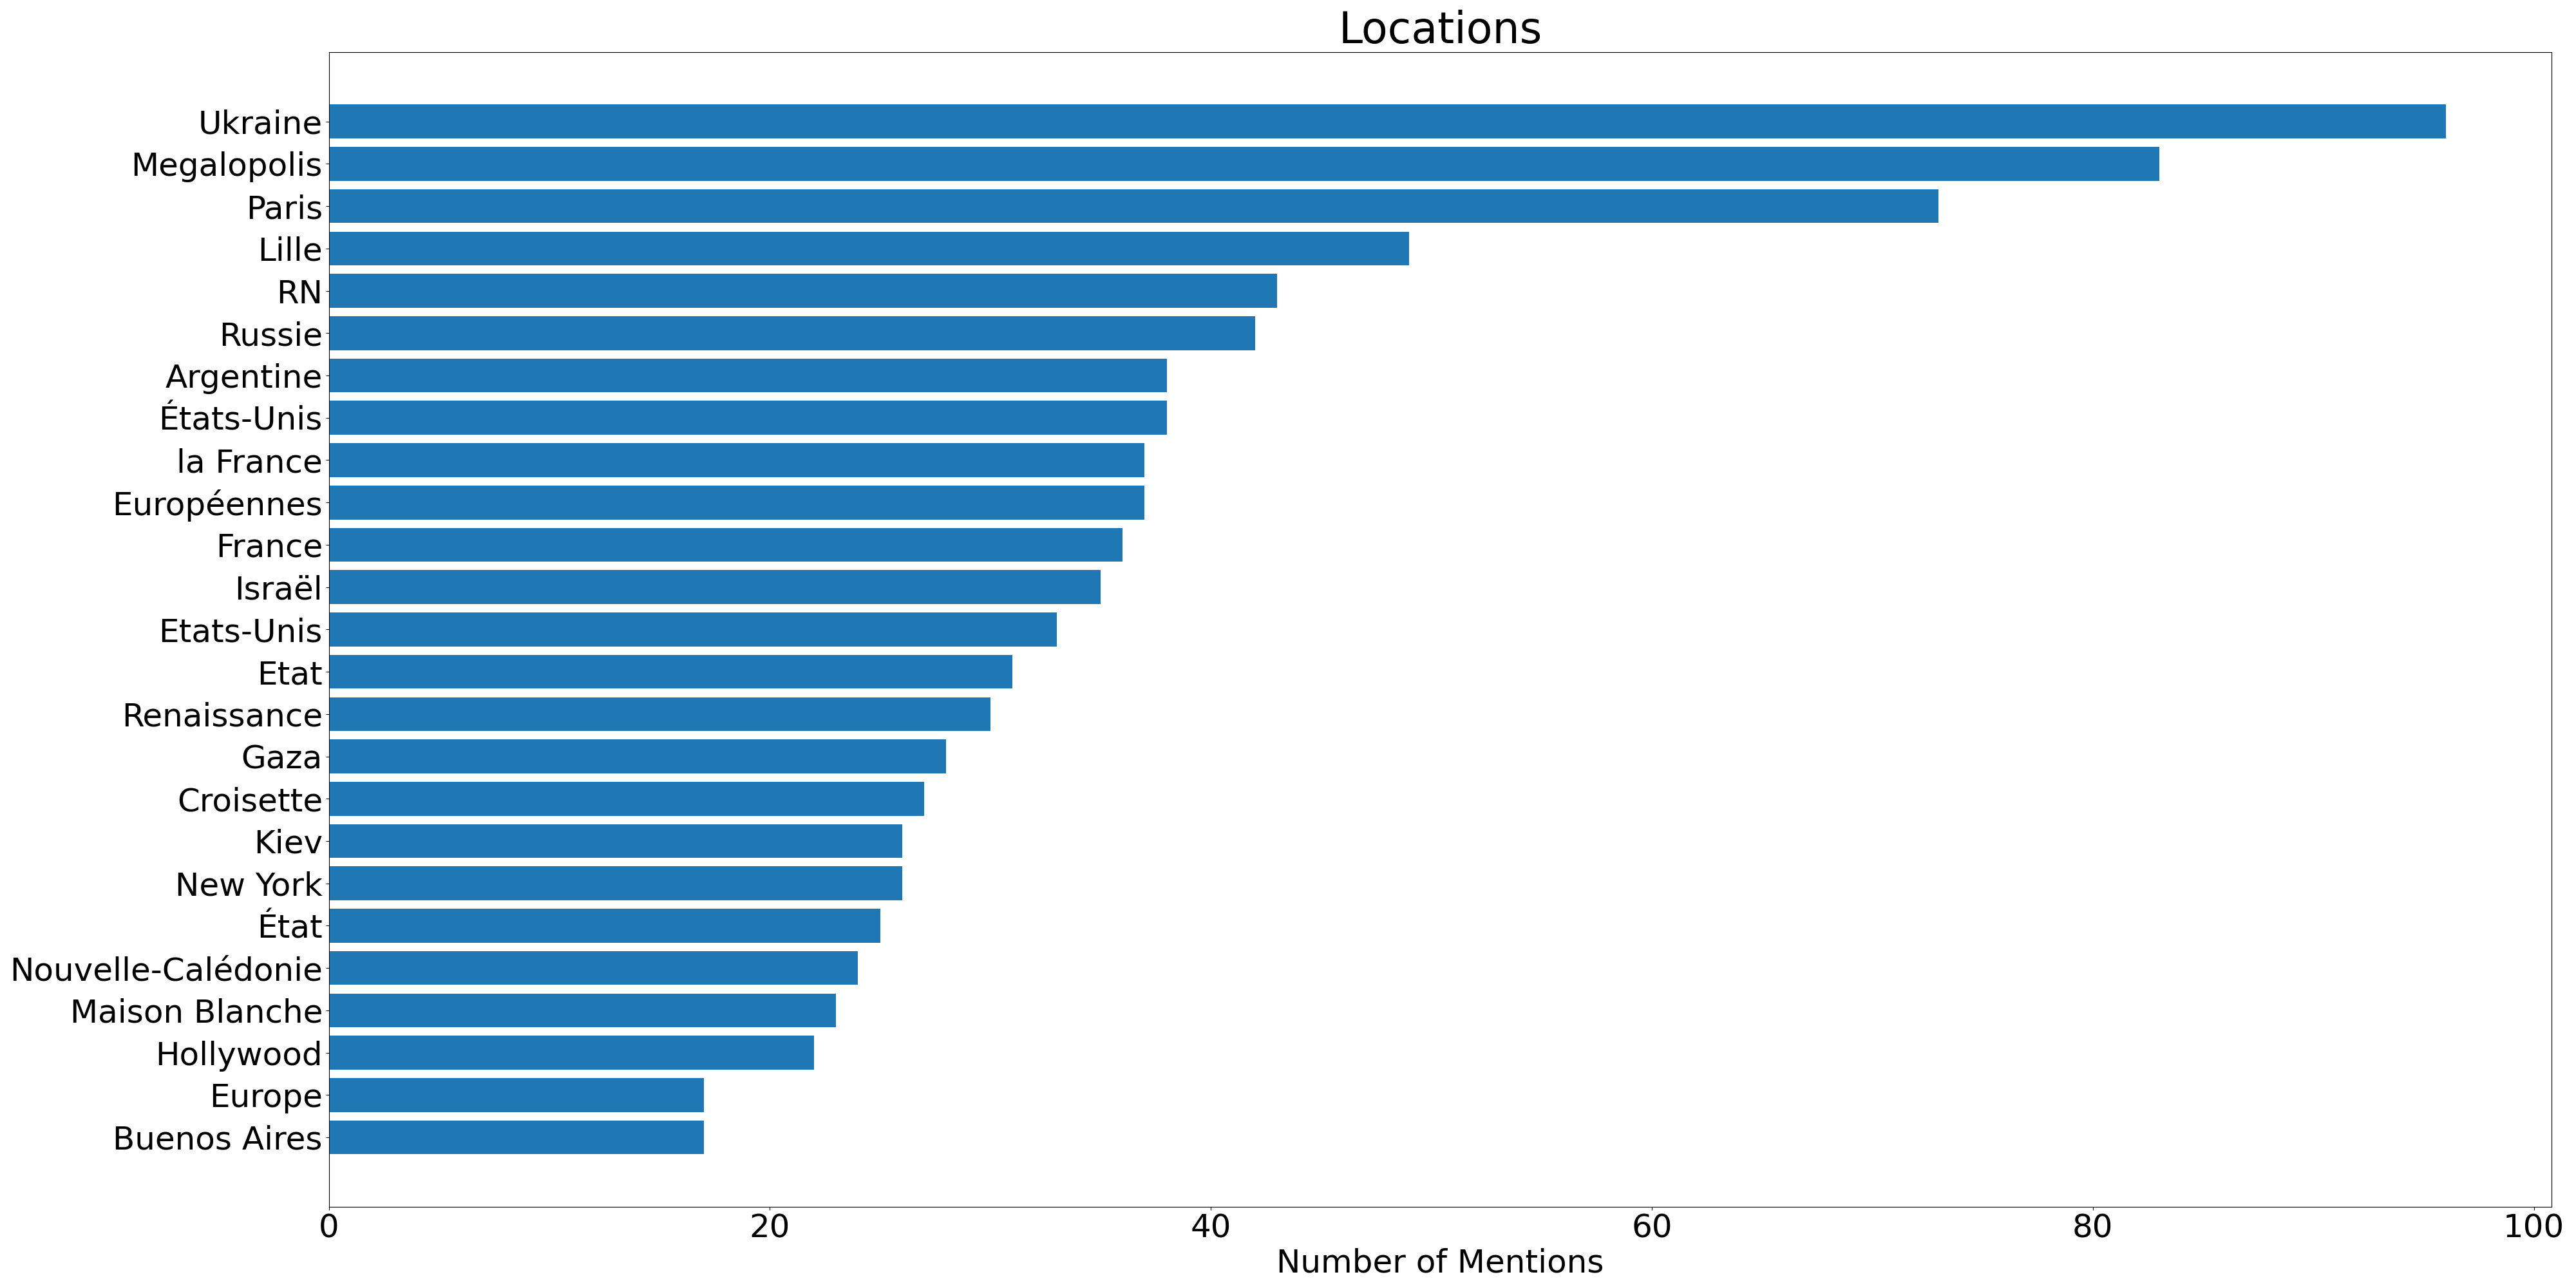 Locations
Ukraine
Megalopolis
Paris
Lille
RN
Russie
Argentine
États-Unis
la France
Européennes
France
Israël
Etats-Unis
Etat
Renaissance
Gaza
Croisette
Kiev
New York
État
Nouvelle-Calédonie
Maison Blanche
Hollywood
Europe
Buenos Aires
0 20 40 60 80 100
Number of Mentions